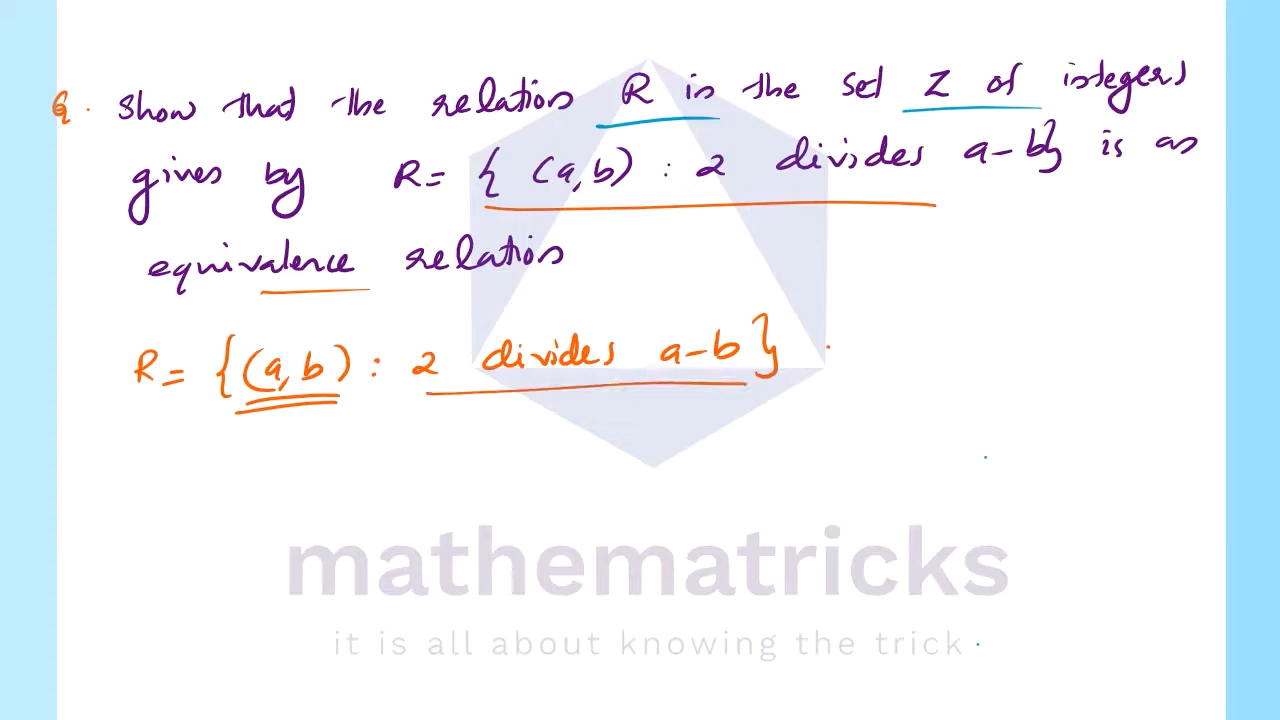 Q. Show that the relation R in the set Z of integers
given by R = { (a,b) : 2 divides a-b} is an
equivalence relation
R = {(a,b) : 2 divides a-b} .
mathematricks
it is all about knowing the trick